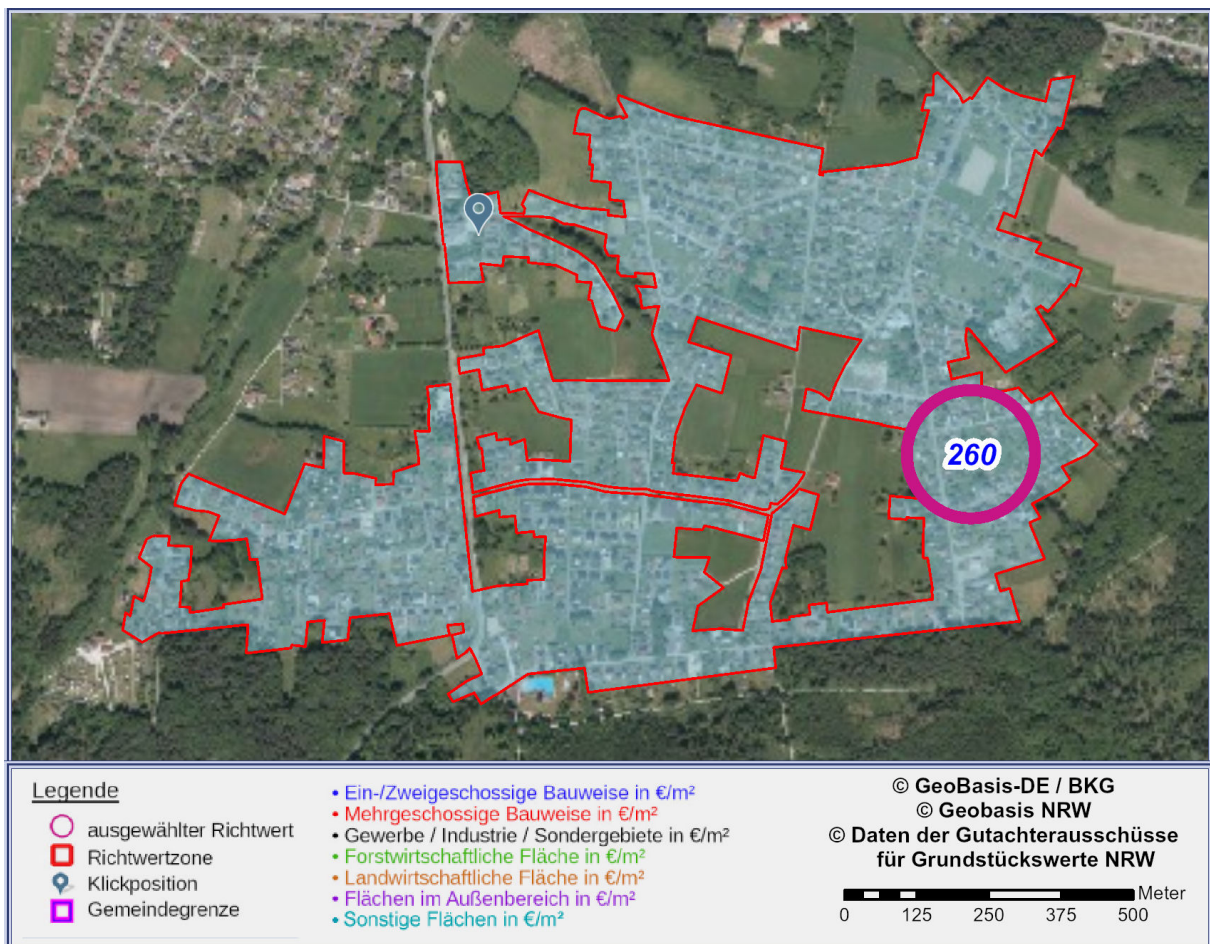 260
Legende
ausgewählter Richtwert
Richtwertzone
Klickposition
Gemeindegrenze
• Ein-/Zweigeschossige Bauweise in €/m²
• Mehrgeschossige Bauweise in €/m²
• Gewerbe / Industrie / Sondergebiete in €/m²
• Forstwirtschaftliche Fläche in €/m²
• Landwirtschaftliche Fläche in €/m²
• Flächen im Außenbereich in €/m²
• Sonstige Flächen in €/m²
© GeoBasis-DE / BKG
© Geobasis NRW
© Daten der Gutachterausschüsse
für Grundstückswerte NRW
Meter
0 125 250 375 500